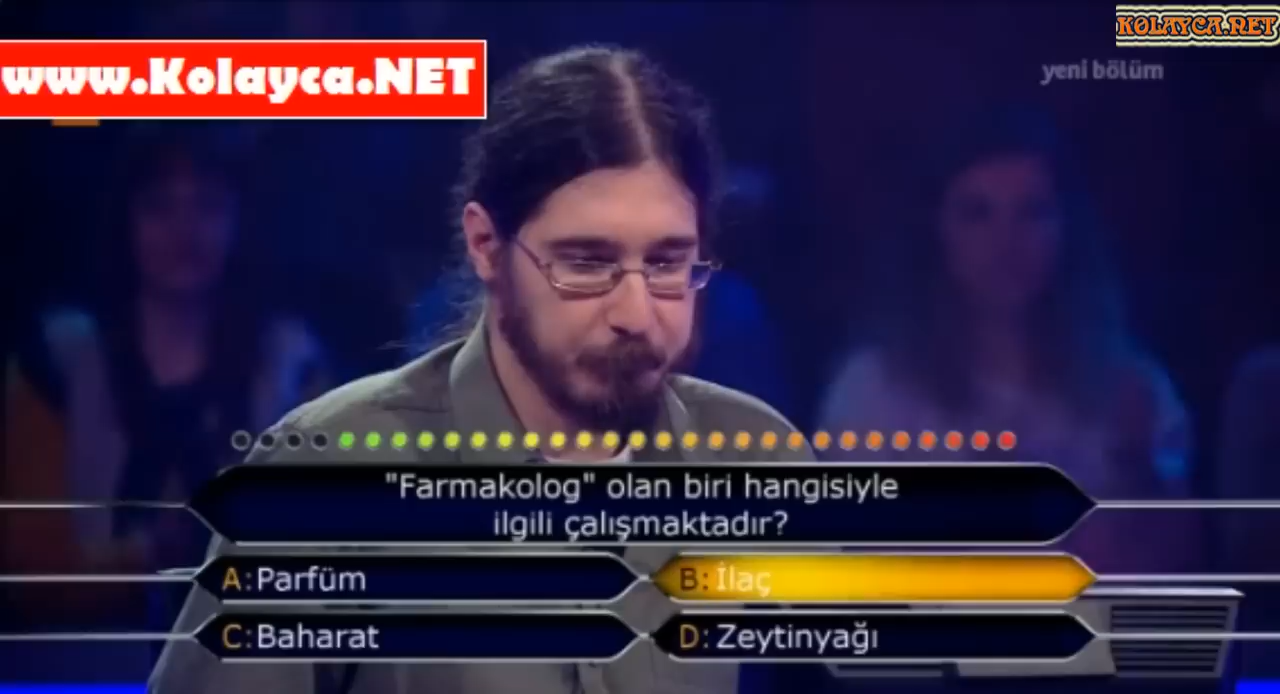 KOLAYCA.NET
www.Kolayca.NET
yeni bölüm
"Farmakolog" olan biri hangisiyle
ilgili çalışmaktadır?
A: Parfüm
B: İlaç
C: Baharat
D: Zeytinyağı